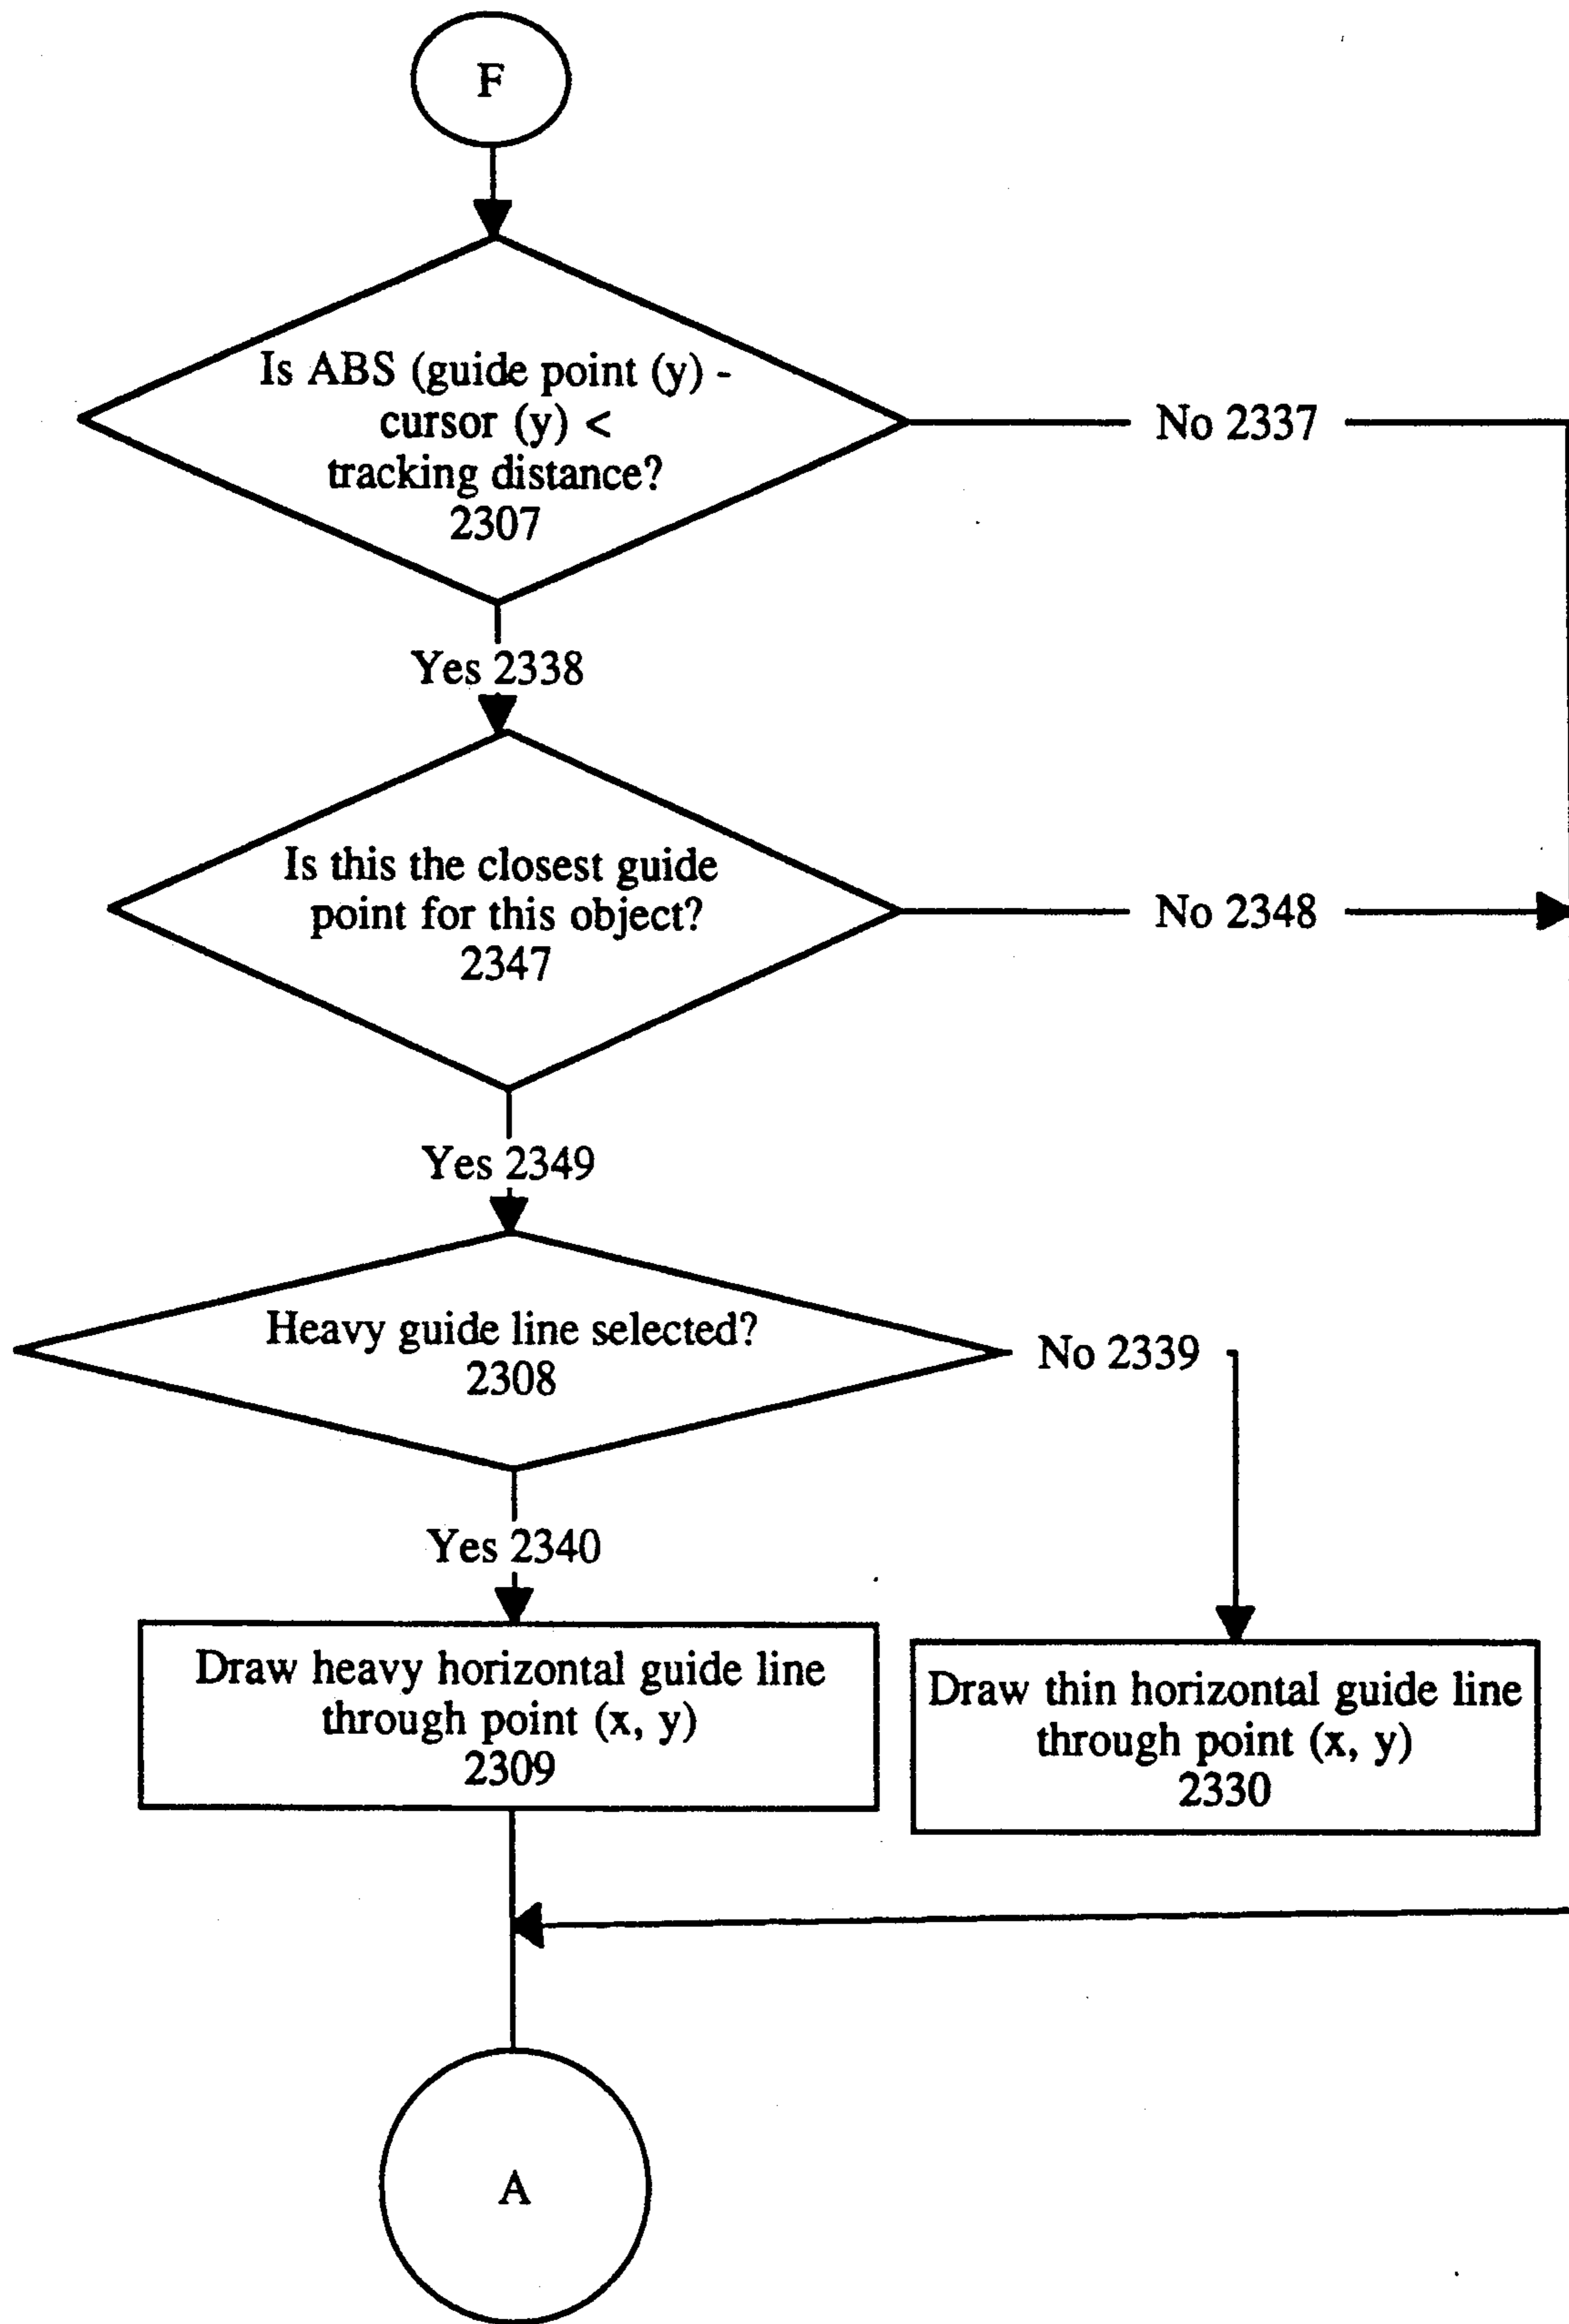 F
Is ABS (guide point (y) -
cursor (y) <
tracking distance?
2307
No 2337
Yes 2338
Is this the closest guide
point for this object?
2347
No 2348
Yes 2349
Heavy guide line selected?
2308
No 2339
Yes 2340
Draw heavy horizontal guide line
through point (x, y)
2309
Draw thin horizontal guide line
through point (x, y)
2330
A